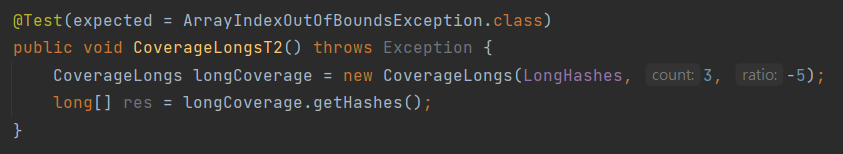 @Test(expected = ArrayIndexOutOfBoundsException.class)
public void CoverageLongsT2() throws Exception {
    CoverageLongs longCoverage = new CoverageLongs(LongHashes, count: 3, ratio: -5);
    long[] res = longCoverage.getHashes();
}